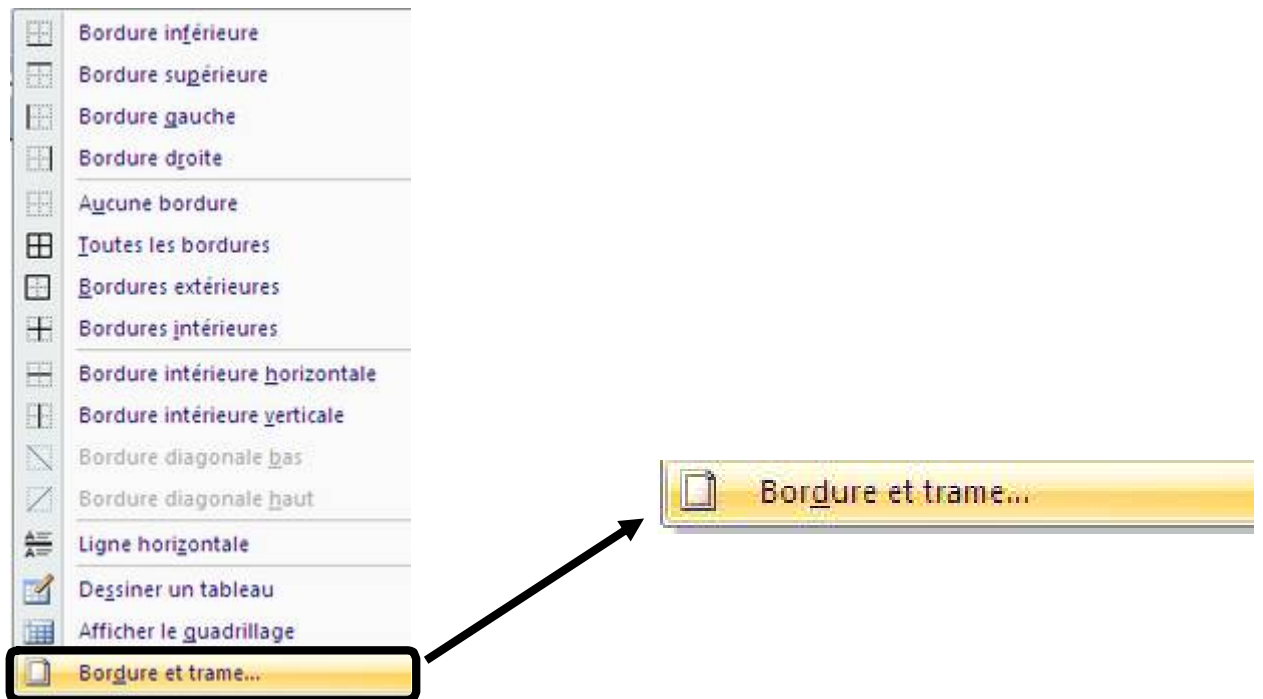 Bordure inférieure
Bordure supérieure
Bordure gauche
Bordure droite
Aucune bordure
Toutes les bordures
Bordures extérieures
Bordures intérieures
Bordure intérieure horizontale
Bordure intérieure verticale
Bordure diagonale bas
Bordure diagonale haut
Ligne horizontale
Dessiner un tableau
Afficher le quadrillage
Bordure et trame...
Bordure et trame...